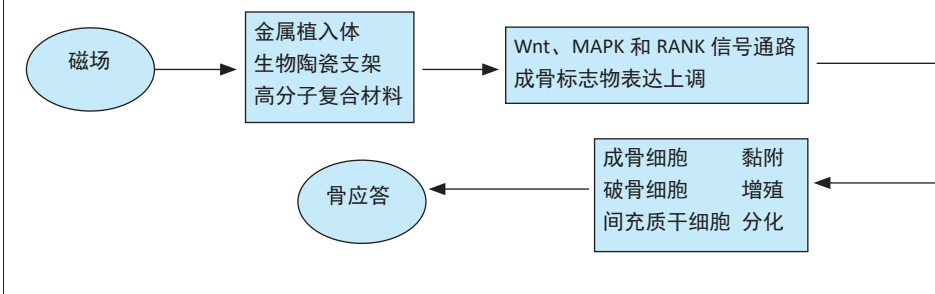 磁场
金属植入体
生物陶瓷支架
高分子复合材料
Wnt、MAPK 和 RANK 信号通路
成骨标志物表达上调
成骨细胞 黏附
破骨细胞 增殖
间充质干细胞 分化
骨应答